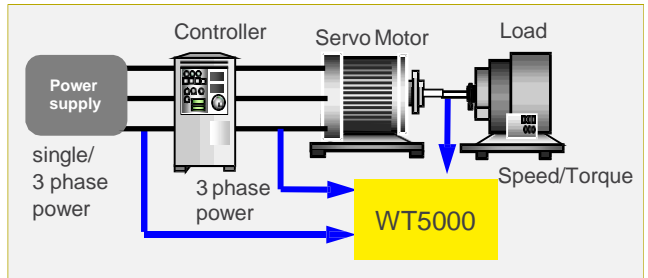 Controller
Servo Motor
Load
Power
supply
single/
3 phase
power
3 phase
power
WT5000
Speed/Torque